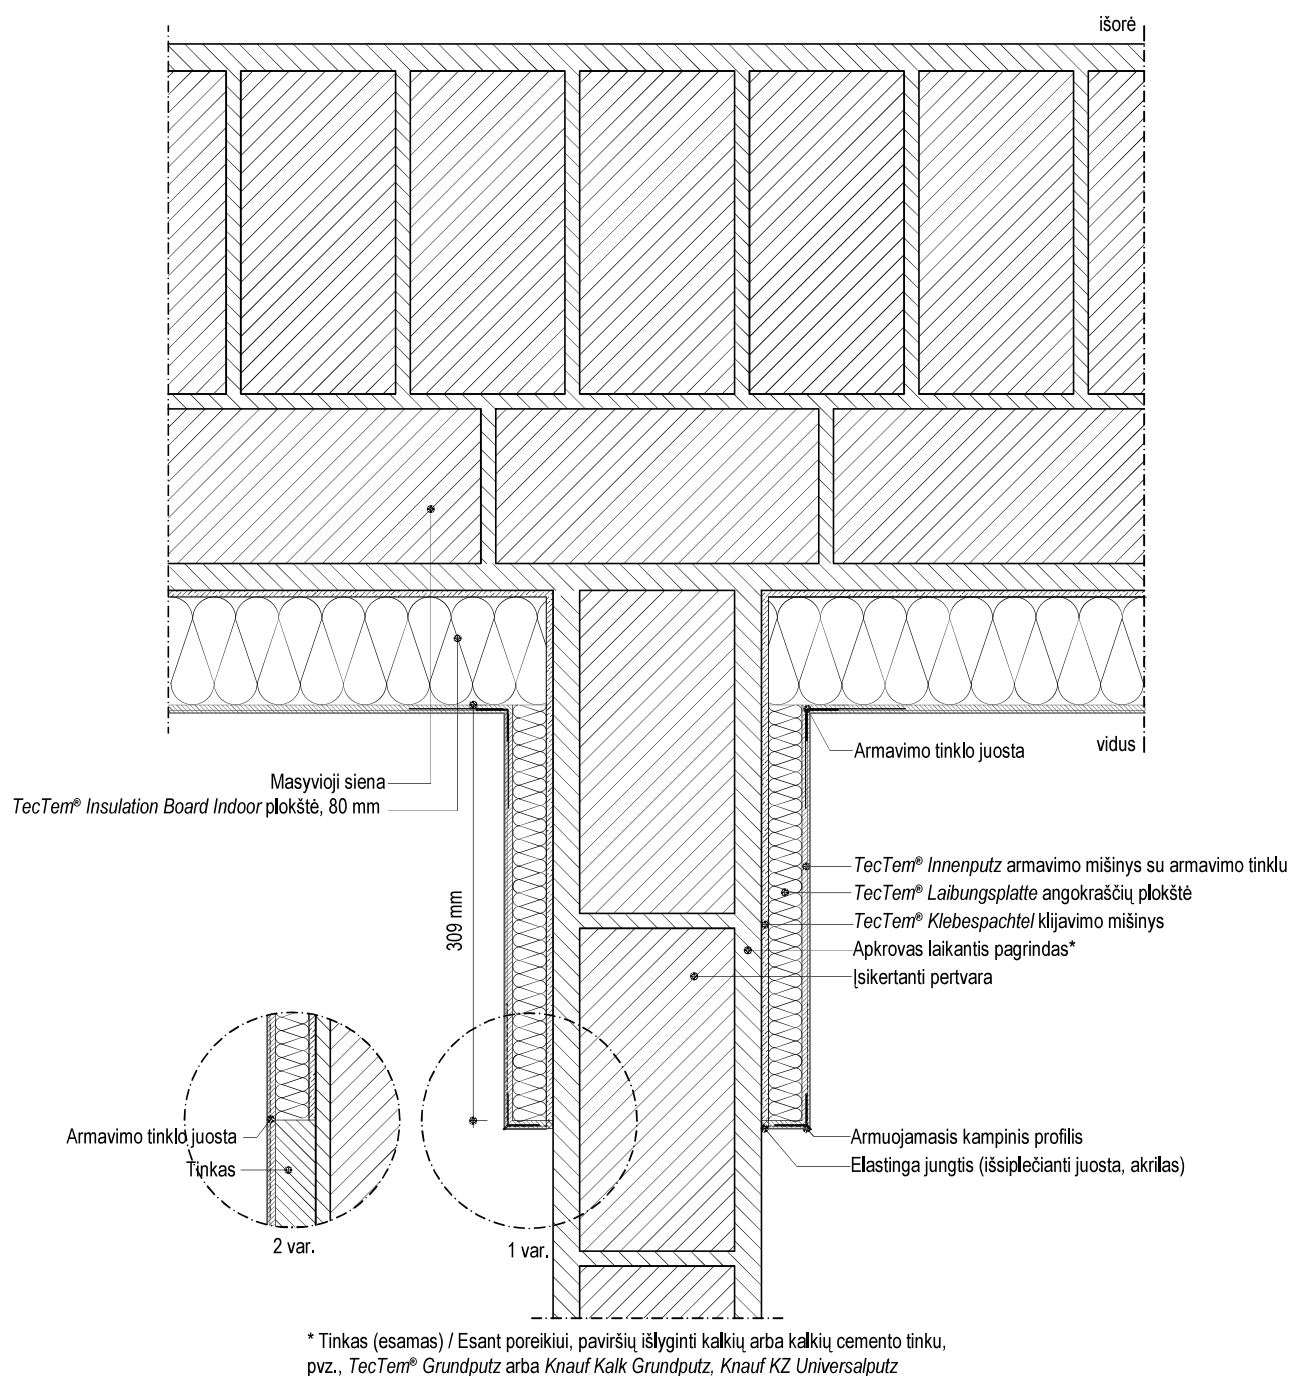 išorė
vidus
Armavimo tinklo juosta
Masyvioji siena
TecTem® Insulation Board Indoor plokštė, 80 mm
309 mm
TecTem® Innenputz armavimo mišinys su armavimo tinklu
TecTem® Laibungsplatte angokraščių plokštė
TecTem® Klebespachtel klijavimo mišinys
Apkrovas laikantis pagrindas*
Įsikertanti pertvara
Armavimo tinklo juosta
Tinkas
2 var.
1 var.
Armuojamasis kampinis profilis
Elastinga jungtis (išsiplečianti juosta, akrilas)
* Tinkas (esamas) / Esant poreikiui, paviršių išlyginti kalkių arba kalkių cemento tinku,
pvz., TecTem® Grundputz arba Knauf Kalk Grundputz, Knauf KZ Universalputz